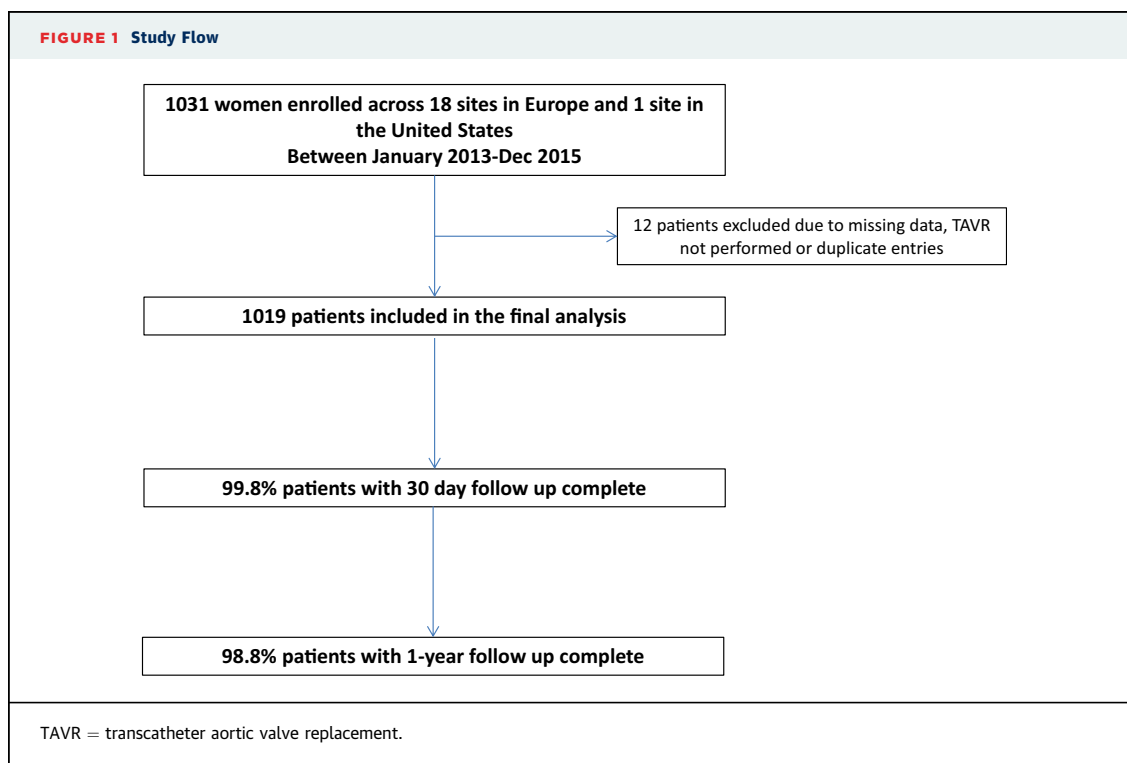 FIGURE 1 Study Flow
1031 women enrolled across 18 sites in Europe and 1 site in
the United States
Between January 2013-Dec 2015
12 patients excluded due to missing data, TAVR
not performed or duplicate entries
1019 patients included in the final analysis
99.8% patients with 30 day follow up complete
98.8% patients with 1-year follow up complete
TAVR = transcatheter aortic valve replacement.